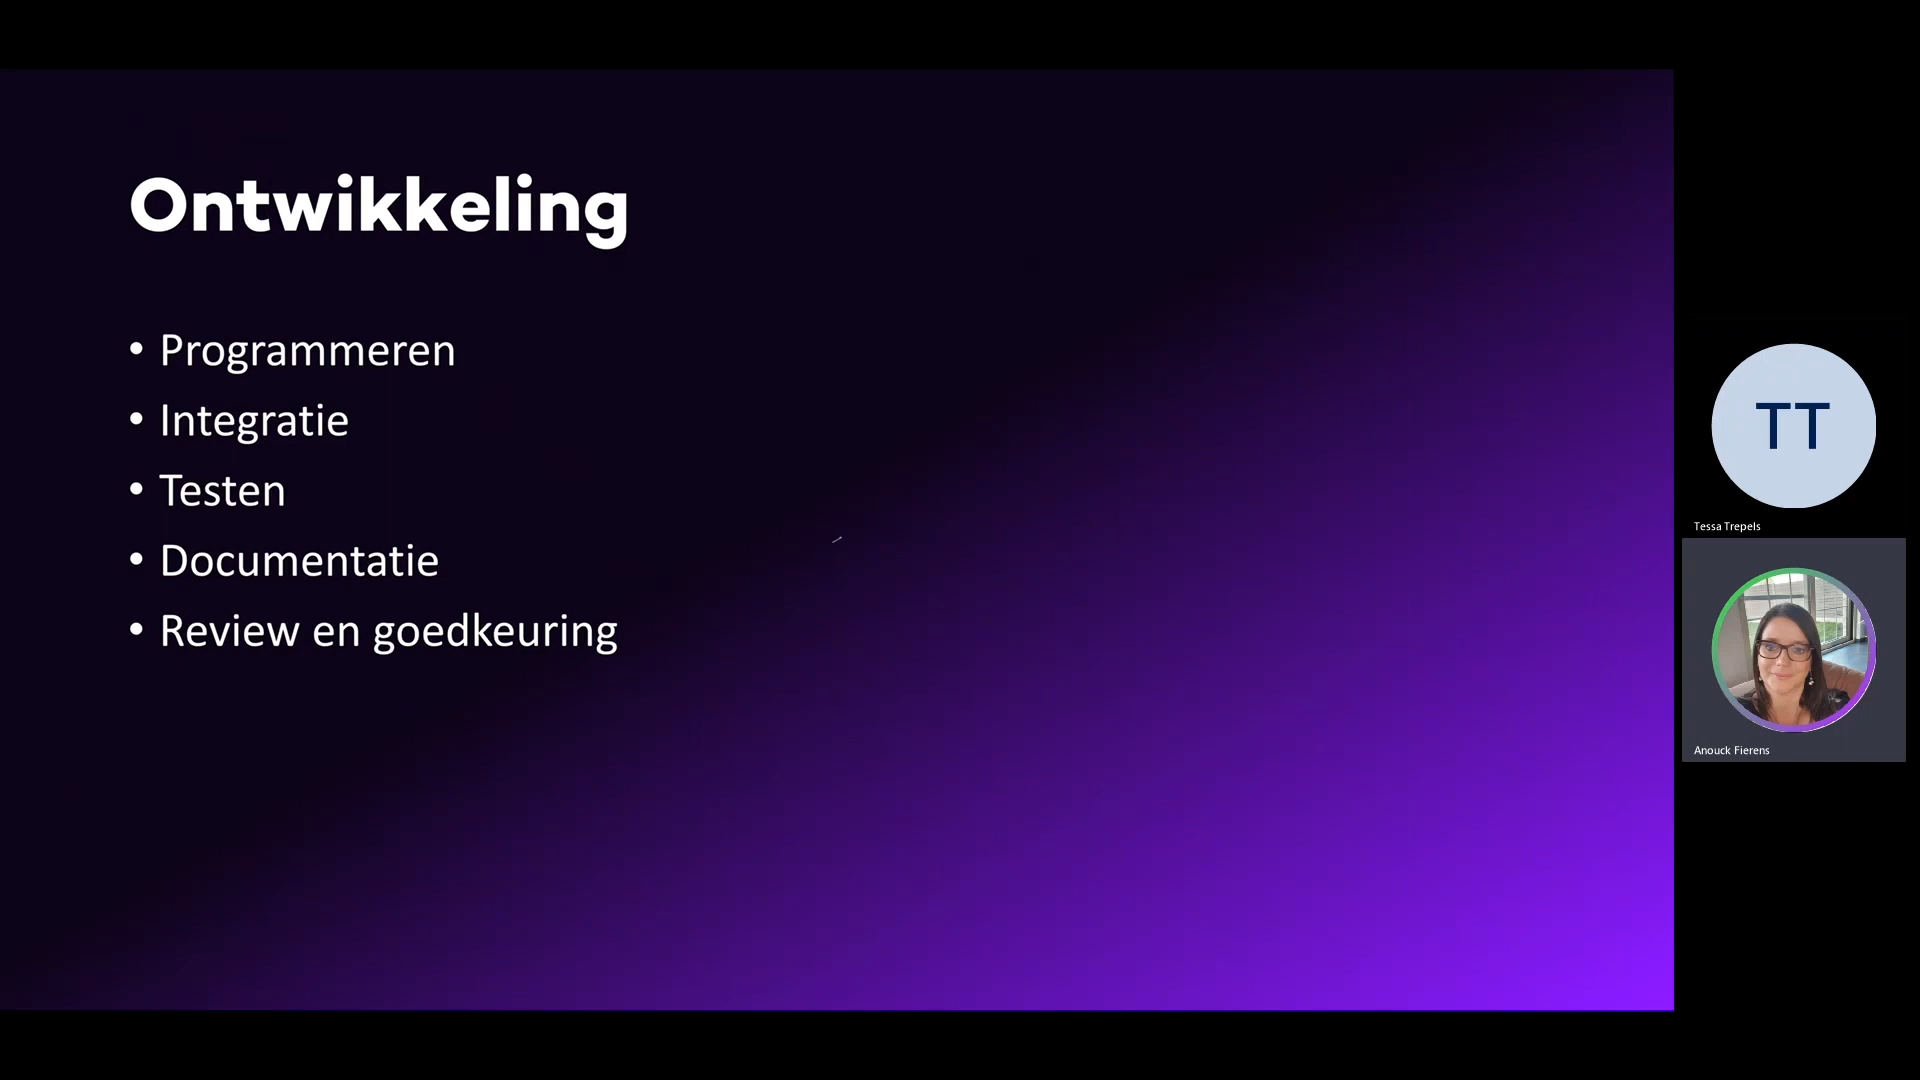 Ontwikkeling
• Programmeren
• Integratie
• Testen
• Documentatie
• Review en goedkeuring
TT
Tessa Trepels
Anouck Fierens